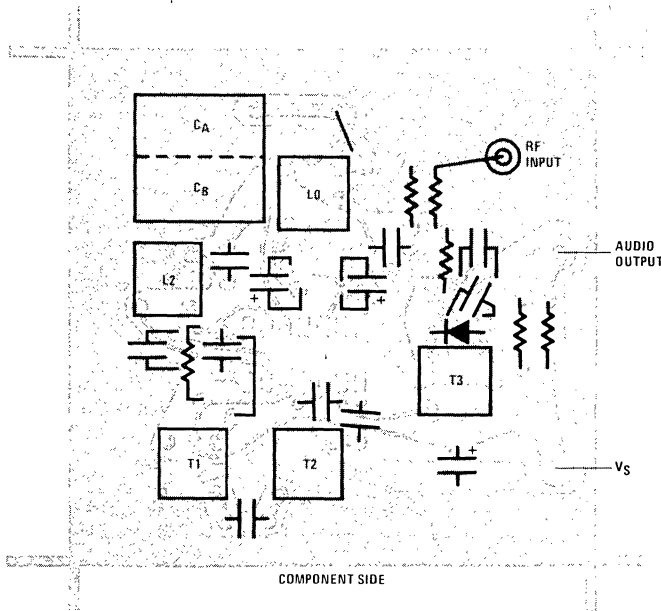 CA
CB
L0
RF
INPUT
AUDIO
OUTPUT
L2
+
+
T3
T1
T2
+
VS
COMPONENT SIDE